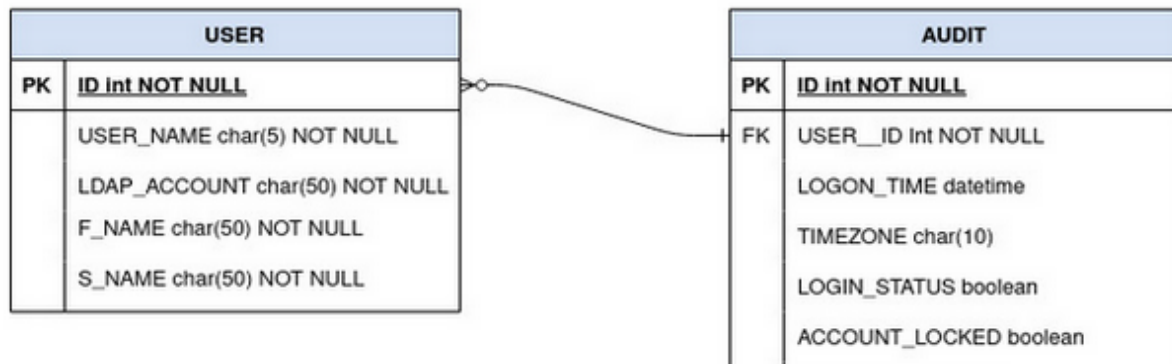 USER
PK ID int NOT NULL
USER_NAME char(5) NOT NULL
LDAP_ACCOUNT char(50) NOT NULL
F_NAME char(50) NOT NULL
S_NAME char(50) NOT NULL
AUDIT
PK ID int NOT NULL
FK USER__ID Int NOT NULL
LOGON_TIME datetime
TIMEZONE char(10)
LOGIN_STATUS boolean
ACCOUNT_LOCKED boolean